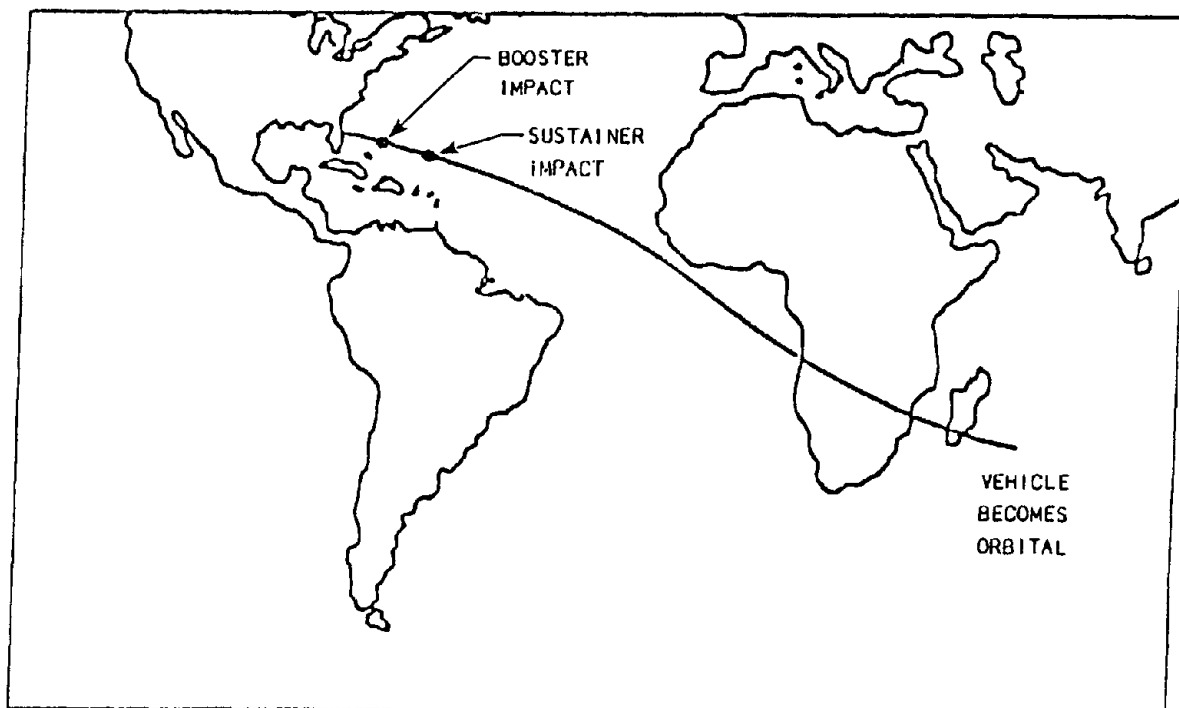 BOOSTER
IMPACT
SUSTAINER
IMPACT
VEHICLE
BECOMES
ORBITAL